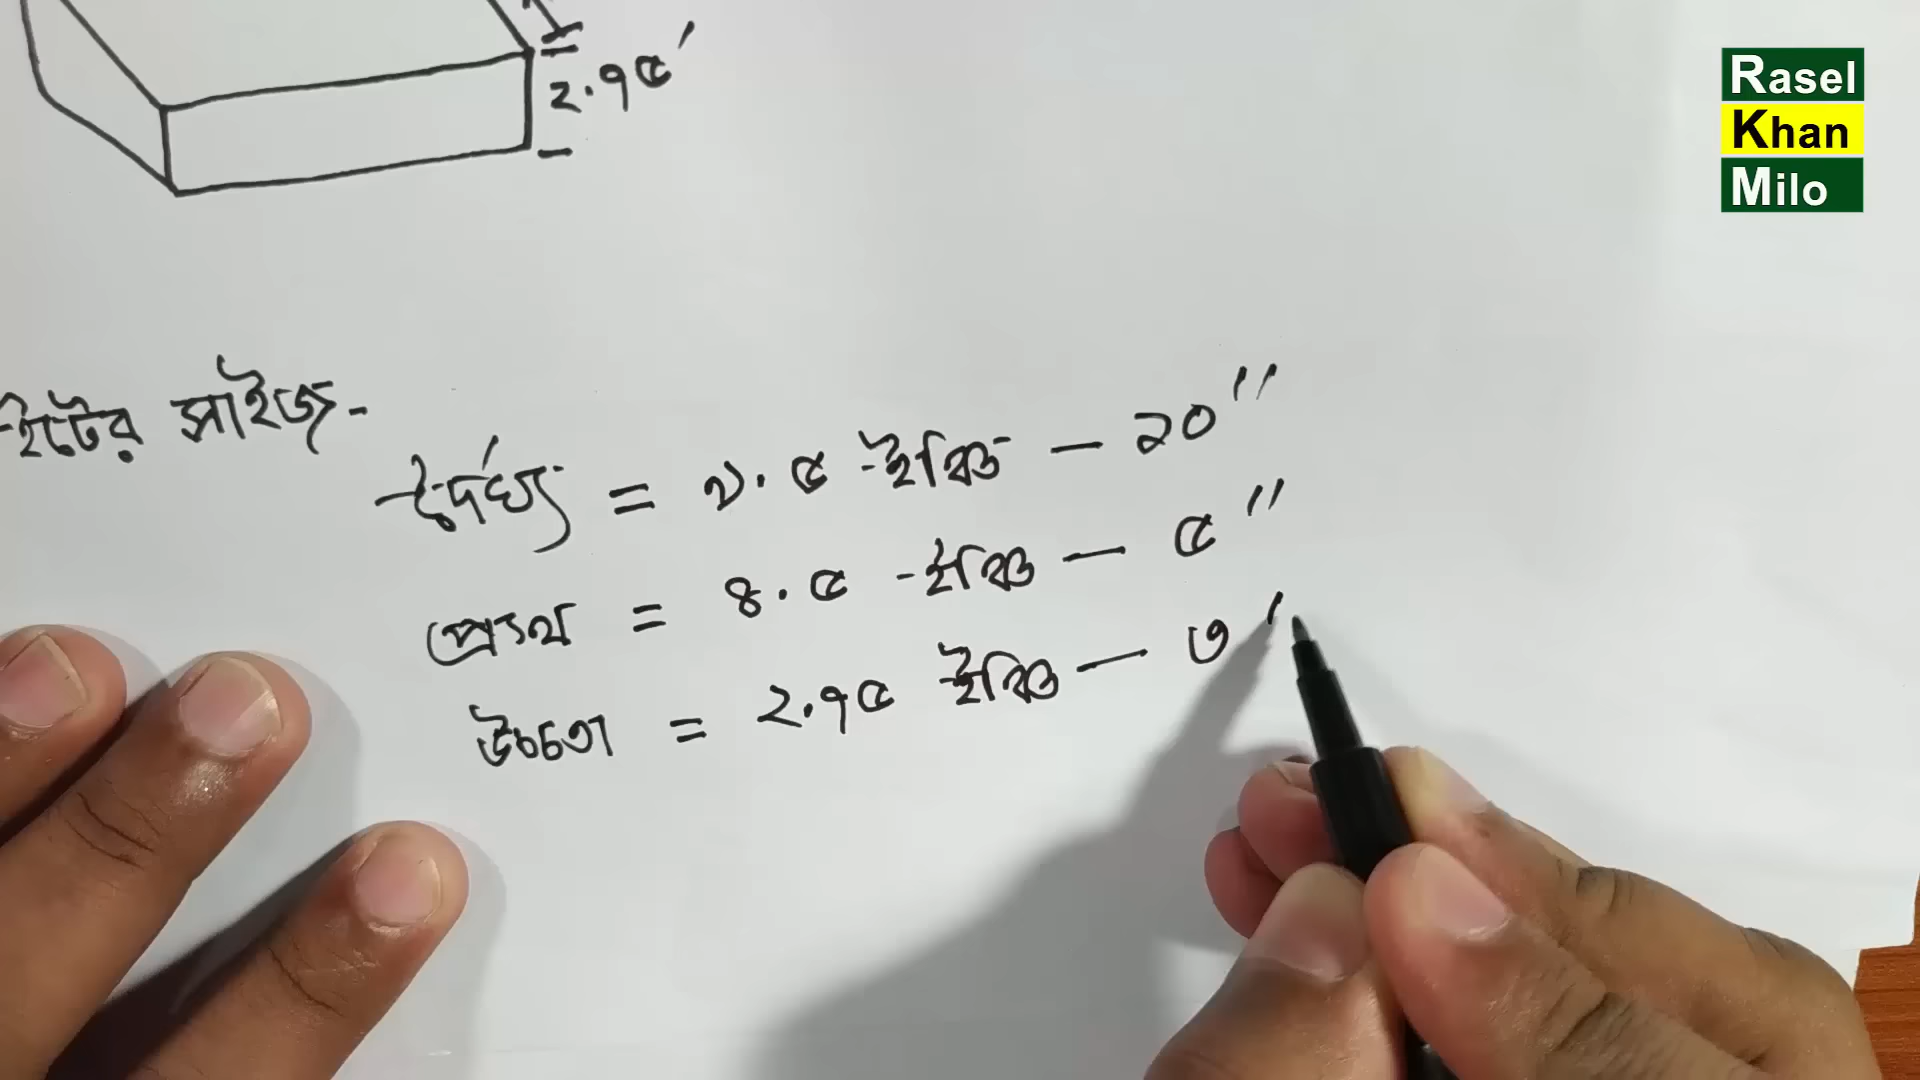 ২.৭৫'
Rasel
Khan
Milo
ইটের সাইজ-
দৈর্ঘ্য = ৯.৫ ইঞ্চি — ১০"
প্রস্থ = ৪.৫ ইঞ্চি — ৫"
উচ্চতা = ২.৭৫ ইঞ্চি — ৩'